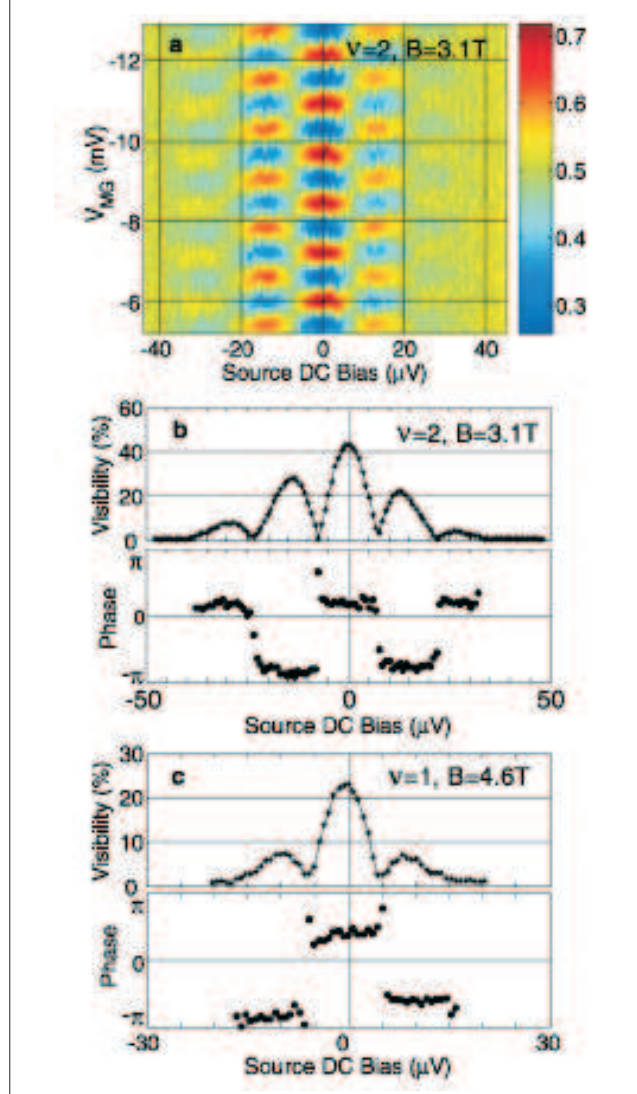 a
ν=2, B=3.1T
0.7
0.6
0.5
0.4
0.3
-12
-10
-8
-6
V_MG (mV)
-40 -20 0 20 40
Source DC Bias (μV)
b
ν=2, B=3.1T
60
40
20
0
Visibility (%)
π
0
-π
Phase
-50 0 50
Source DC Bias (μV)
c
ν=1, B=4.6T
30
20
10
0
Visibility (%)
π
0
-π
Phase
-30 0 30
Source DC Bias (μV)